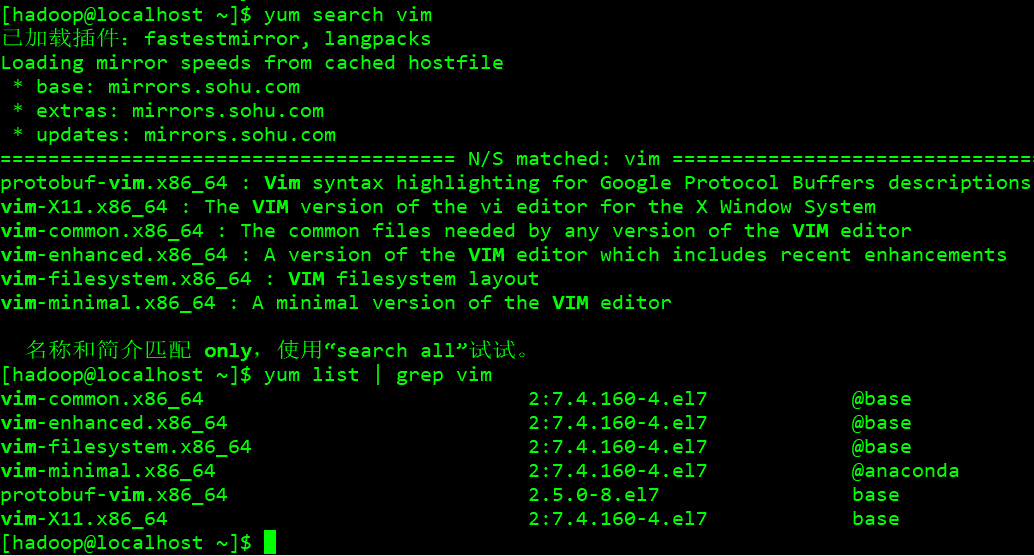 [hadoop@localhost ~]$ yum search vim
已加载插件：fastestmirror, langpacks
Loading mirror speeds from cached hostfile
 * base: mirrors.sohu.com
 * extras: mirrors.sohu.com
 * updates: mirrors.sohu.com
====================================== N/S matched: vim ==============================
protobuf-vim.x86_64 : Vim syntax highlighting for Google Protocol Buffers descriptions
vim-X11.x86_64 : The VIM version of the vi editor for the X Window System
vim-common.x86_64 : The common files needed by any version of the VIM editor
vim-enhanced.x86_64 : A version of the VIM editor which includes recent enhancements
vim-filesystem.x86_64 : VIM filesystem layout
vim-minimal.x86_64 : A minimal version of the VIM editor
  名称和简介匹配 only，使用“search all”试试。
[hadoop@localhost ~]$ yum list | grep vim
vim-common.x86_64 2:7.4.160-4.el7 @base
vim-enhanced.x86_64 2:7.4.160-4.el7 @base
vim-filesystem.x86_64 2:7.4.160-4.el7 @base
vim-minimal.x86_64 2:7.4.160-4.el7 @anaconda
protobuf-vim.x86_64 2.5.0-8.el7 base
vim-X11.x86_64 2:7.4.160-4.el7 base
[hadoop@localhost ~]$